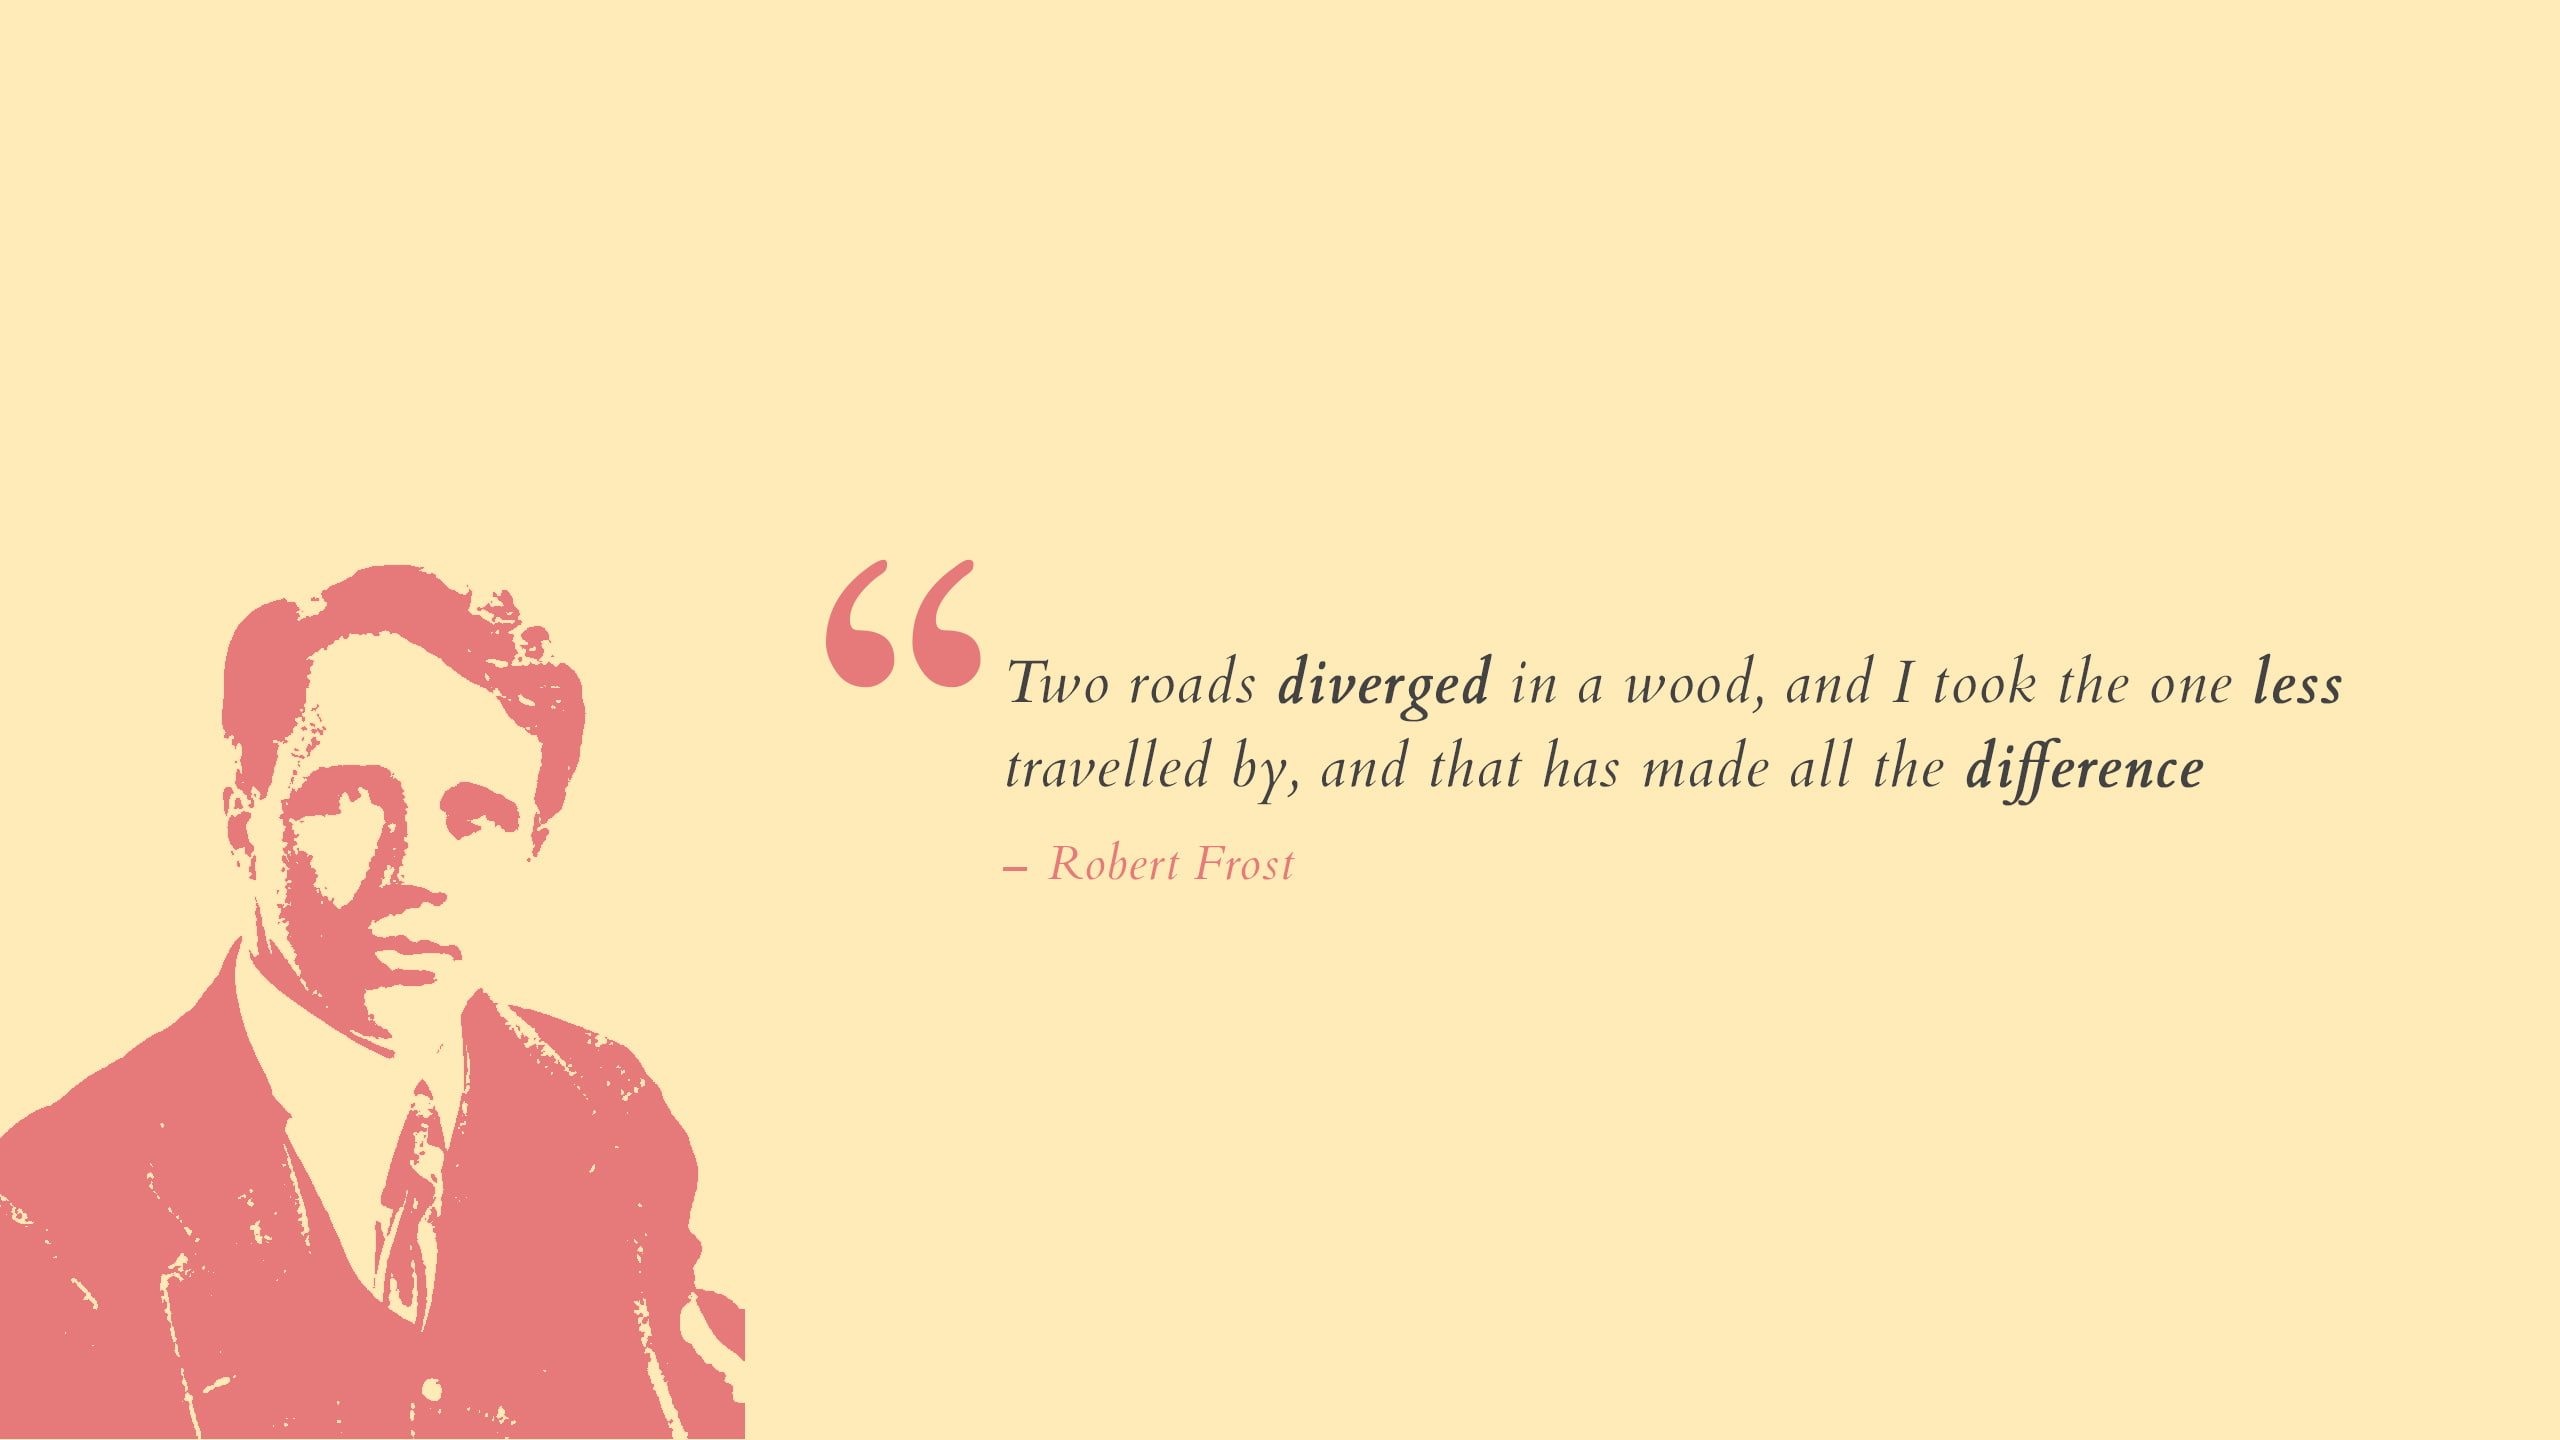 “Two roads diverged in a wood, and I took the one less
travelled by, and that has made all the difference
– Robert Frost